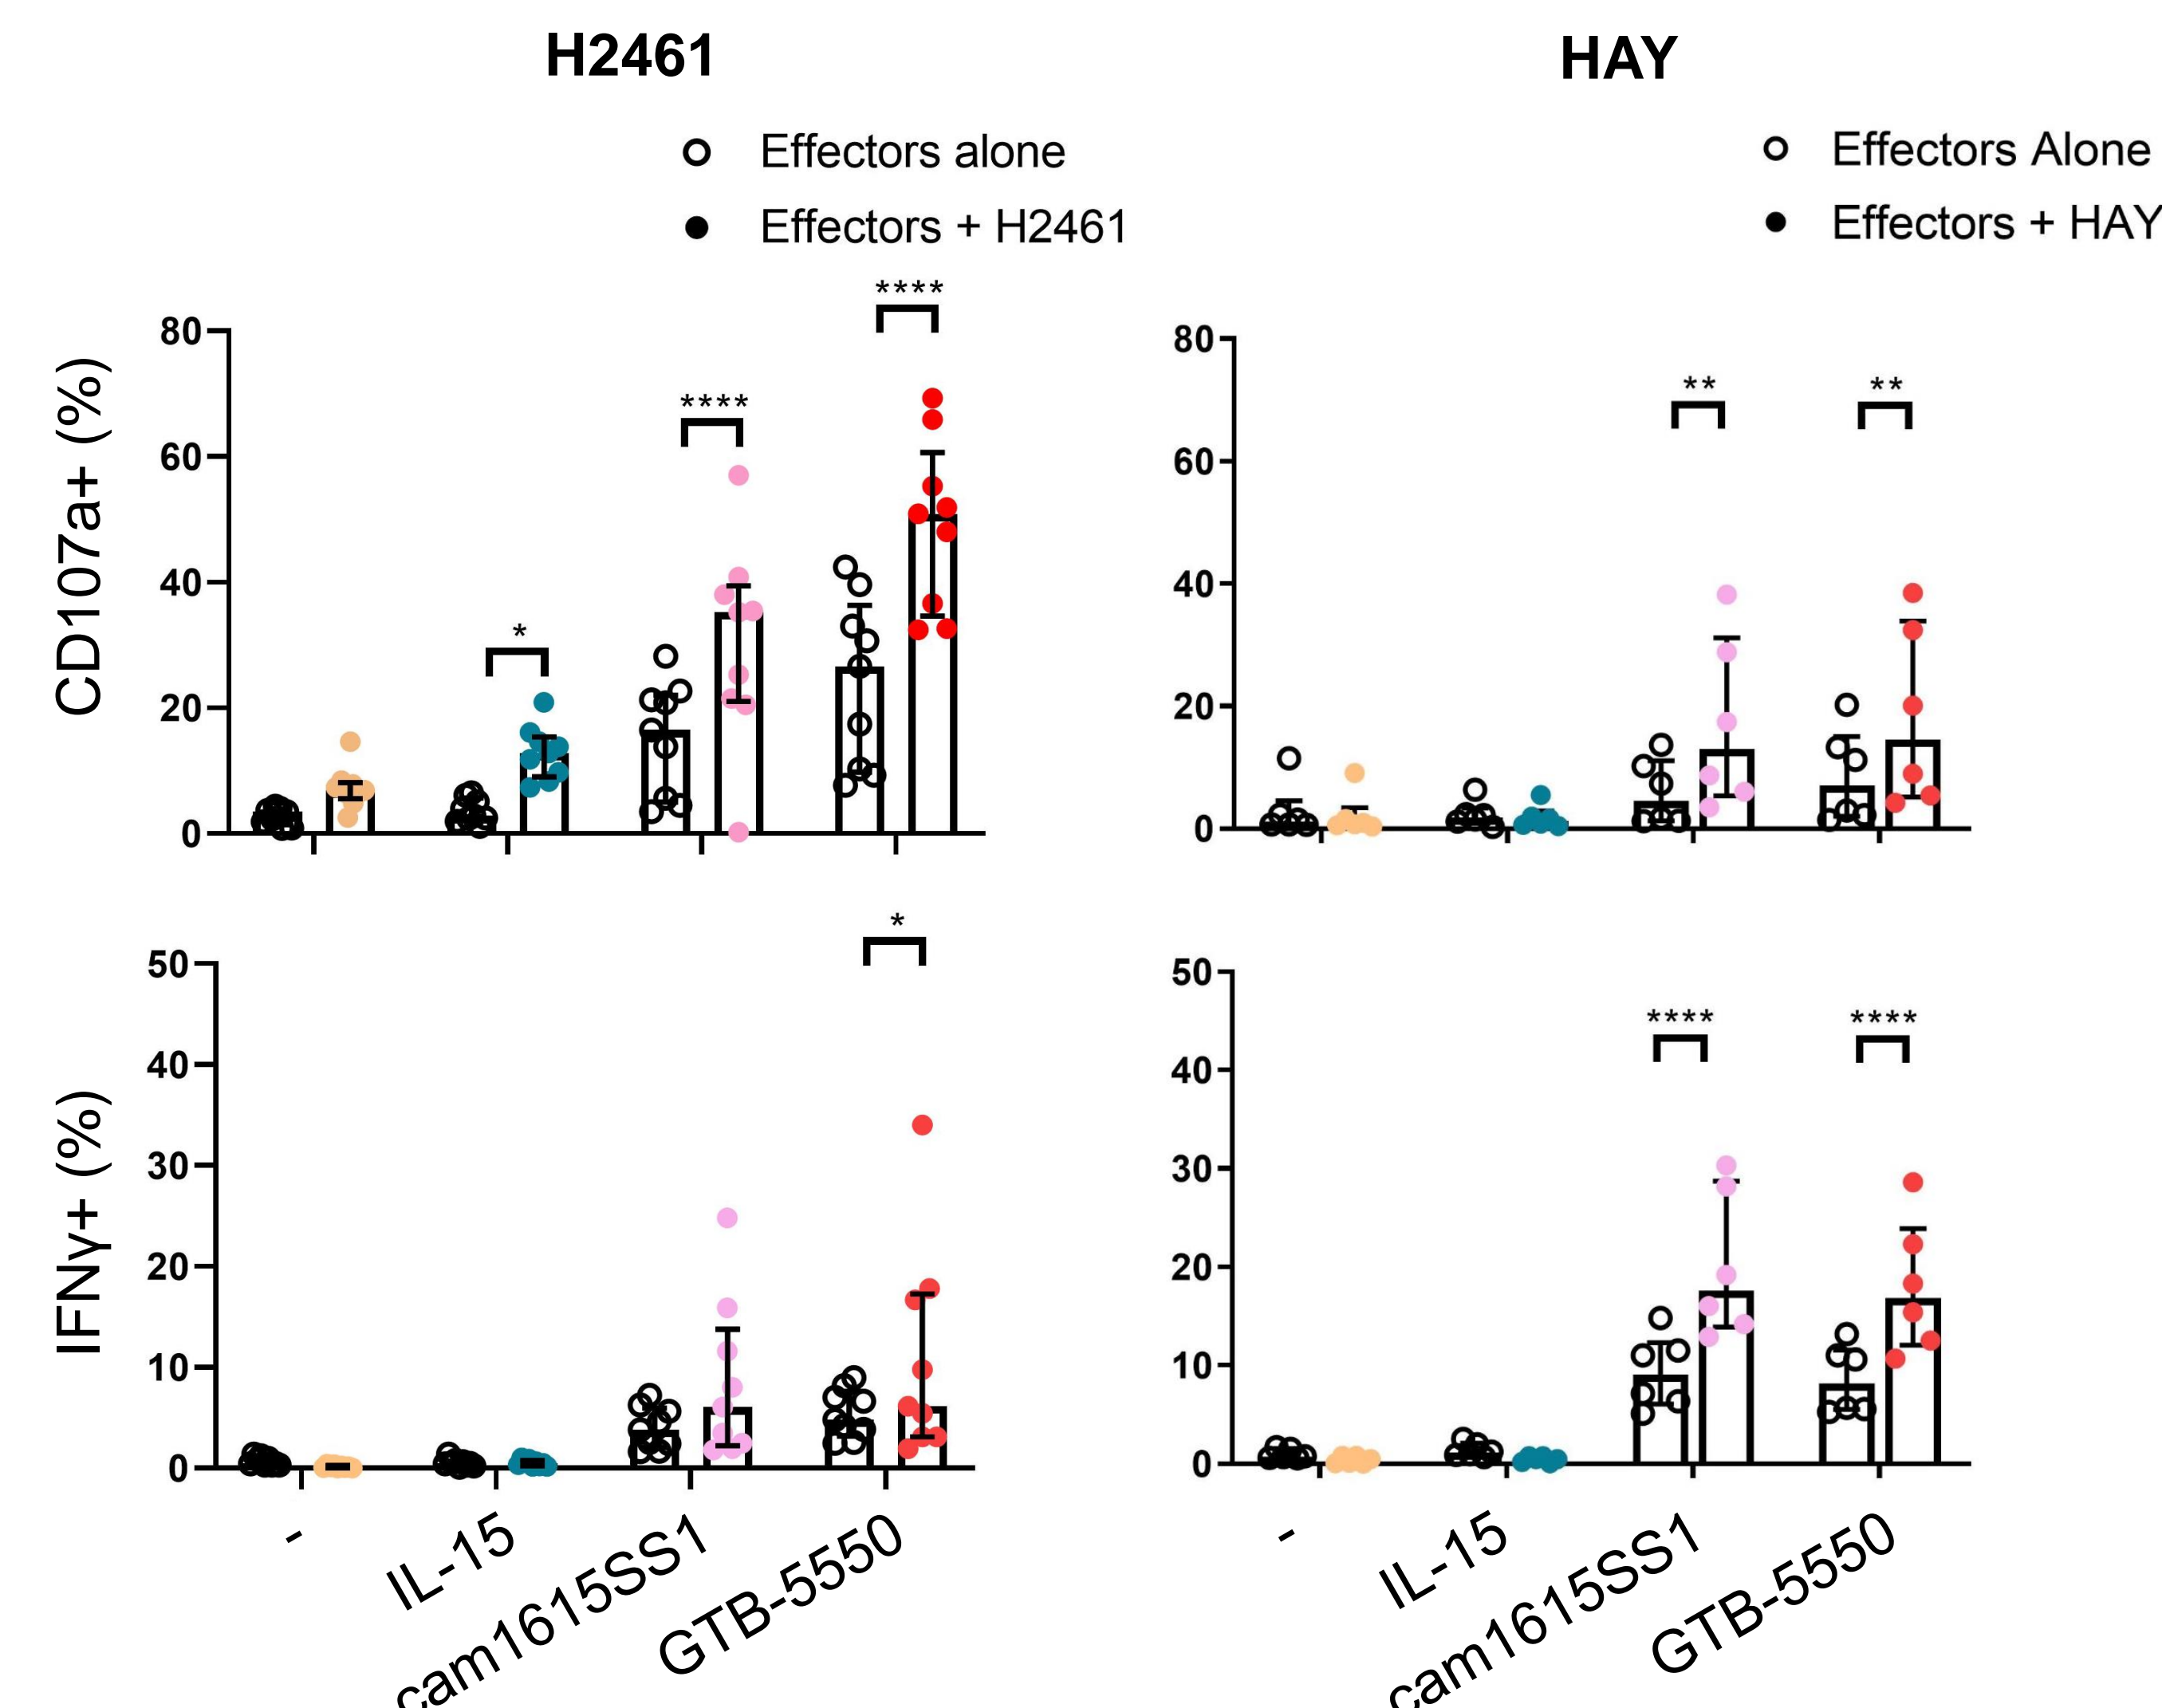 H2461
Effectors alone
Effectors + H2461
HAY
Effectors Alone
Effectors + HAY
CD107a+ (%)
80
60
40
20
0
*
****
****
80
60
40
20
0
**
**
IFNγ+ (%)
50
40
30
20
10
0
*
50
40
30
20
10
0
****
****
-
IL-15
cam1615SS1
GTB-5550
-
IL-15
cam1615SS1
GTB-5550